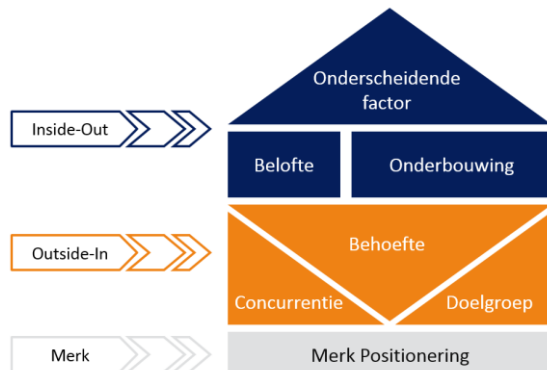 Onderscheidende
factor
Inside-Out
Belofte
Onderbouwing
Outside-In
Behoefte
Concurrentie
Doelgroep
Merk
Merk Positionering